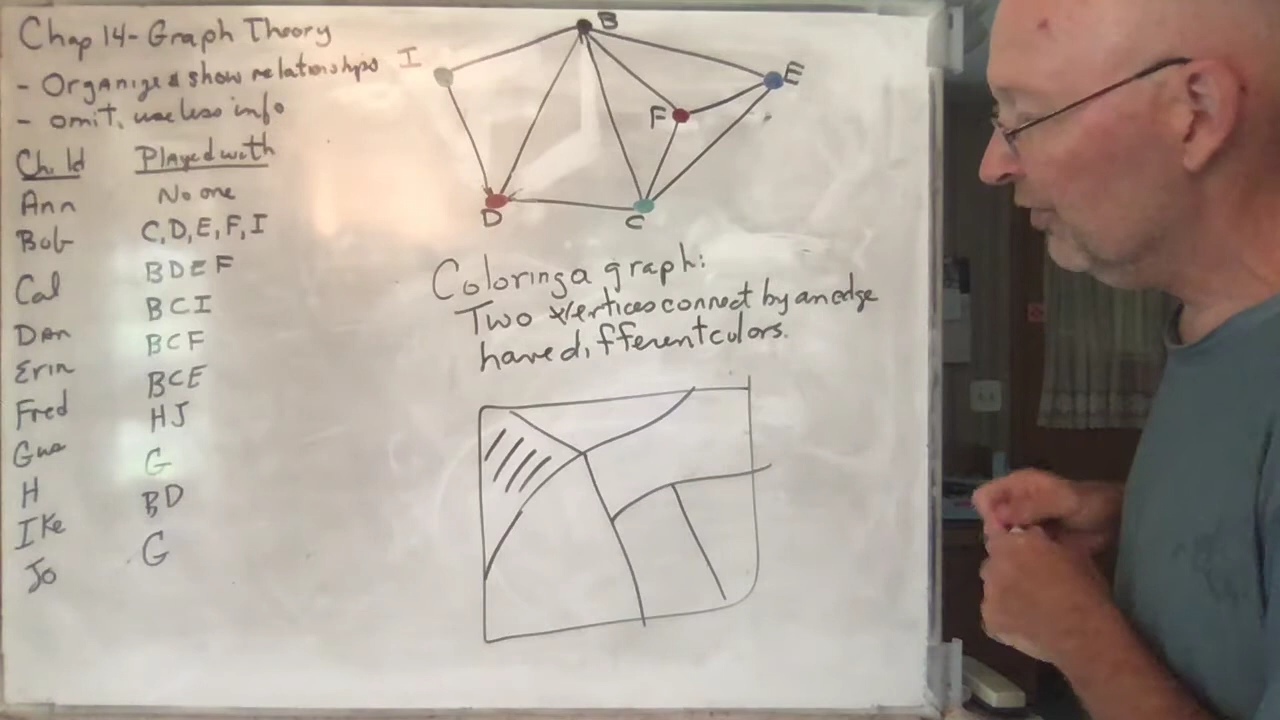 Chap 14 - Graph Theory
- Organize & show relationships
- omit useless info
Child Played with
Ann No one
Bob C, D, E, F, I
Cal B D E F
Dan B C I
Erin B C F
Fred B C E
Gus H J
H G
Ike B D
Jo G
B
I
E
F
D
C
Coloring a graph:
Two vertices connect by an edge
have different colors.